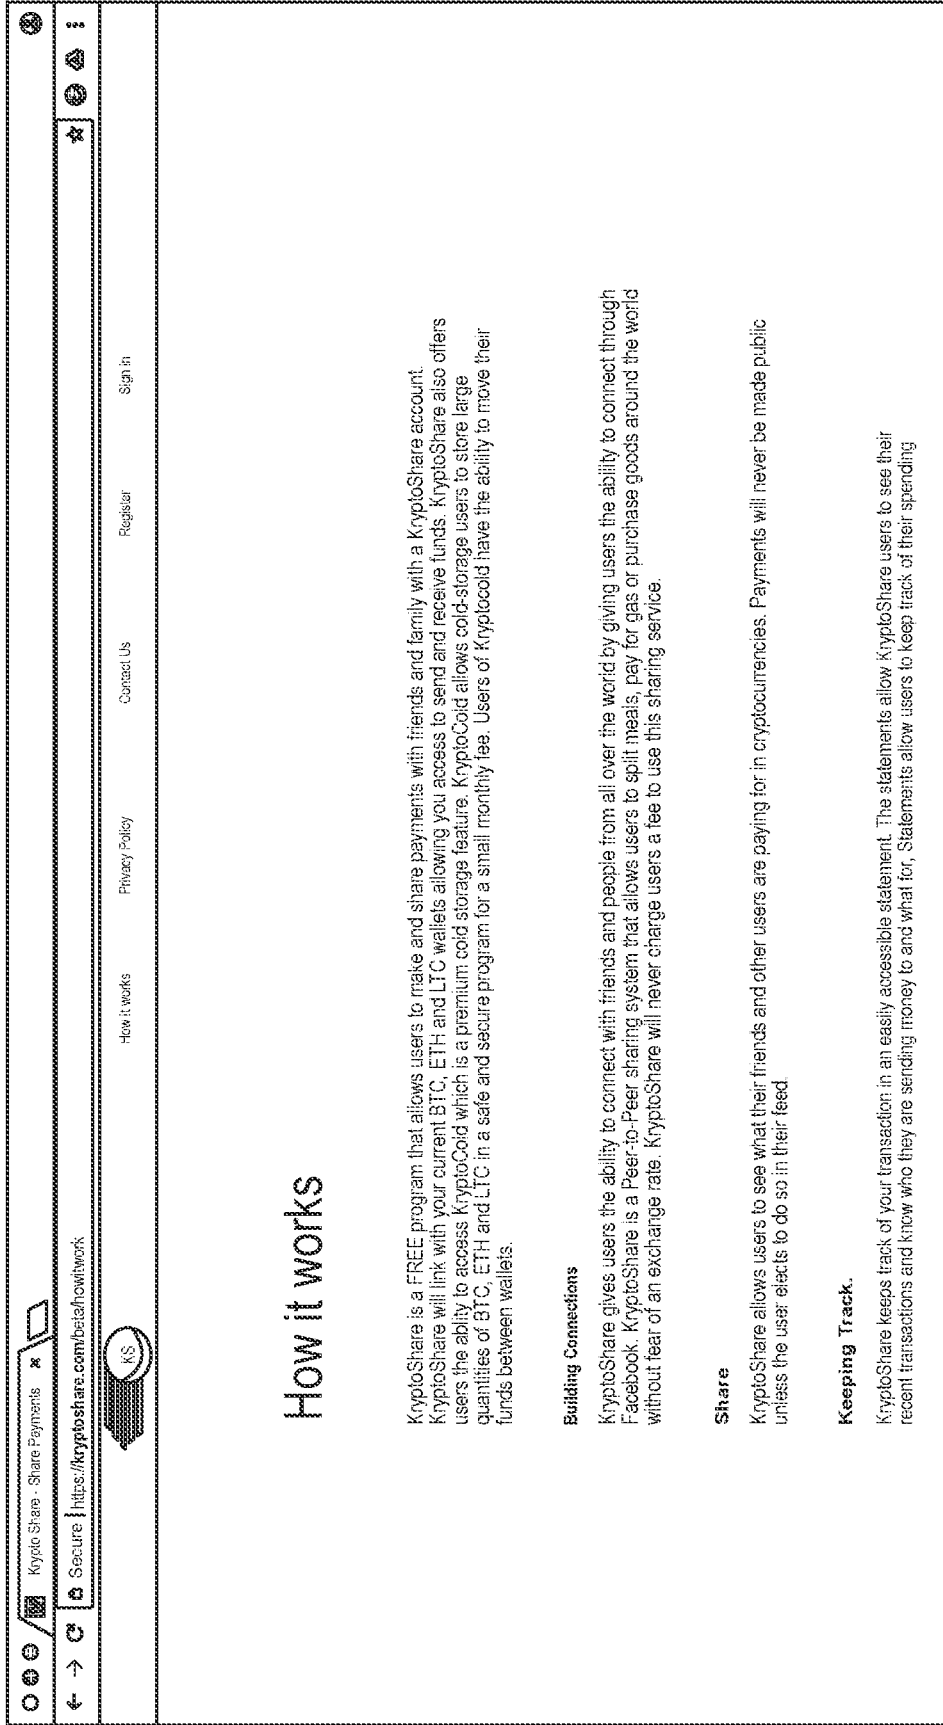 Krypto Share - Share Payments ×
Secure | https://kryptoshare.com/beta/howitwork
KS
How it works Privacy Policy Contact Us Register Sign in
How it works
KryptoShare is a FREE program that allows users to make and share payments with friends and family with a KryptoShare account.
KryptoShare will link with your current BTC, ETH and LTC wallets allowing you access to send and receive funds. KryptoShare also offers
users the ablity to access KryptoCold which is a premium cold storage feature. KryptoCold allows cold-storage users to store large
quantities of BTC, ETH and LTC in a safe and secure program for a small monthly fee. Users of Kryptocold have the ability to move their
funds between wallets.
Building Connections
KryptoShare gives users the ability to connect with friends and people from all over the world by giving users the ability to connect through
Facebook. KryptoShare is a Peer-to-Peer sharing system that allows users to split meals, pay for gas or purchase goods around the world
without fear of an exchange rate. KryptoShare will never charge users a fee to use this sharing service.
Share
KryptoShare allows users to see what their friends and other users are paying for in cryptocurrencies. Payments will never be made public
unless the user elects to do so in their feed.
Keeping Track.
KryptoShare keeps track of your transaction in an easily accessible statement. The statements allow KryptoShare users to see their
recent transactions and know who they are sending money to and what for, Statements allow users to keep track of their spending